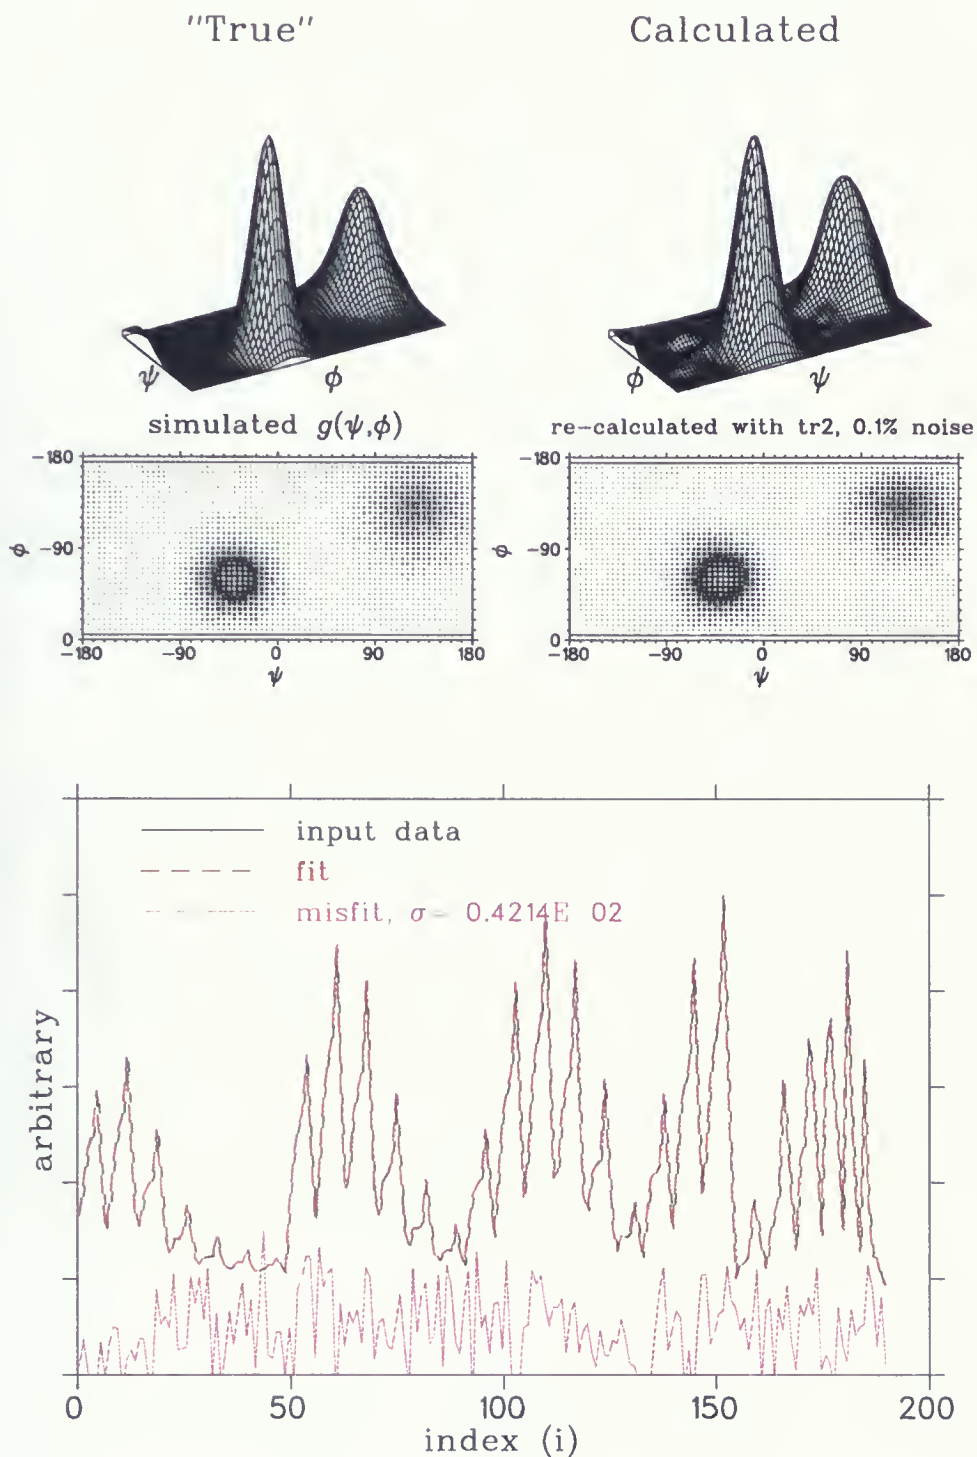 "True" Calculated
ψ φ φ ψ
simulated g(ψ,φ) re-calculated with tr2, 0.1% noise
-180 -180
φ -90 φ -90
0 0
-180 -90 0 90 180 -180 -90 0 90 180
ψ ψ
input data
fit
misfit, σ- 0.4214E 02
arbitrary
0 50 100 150 200
index (i)